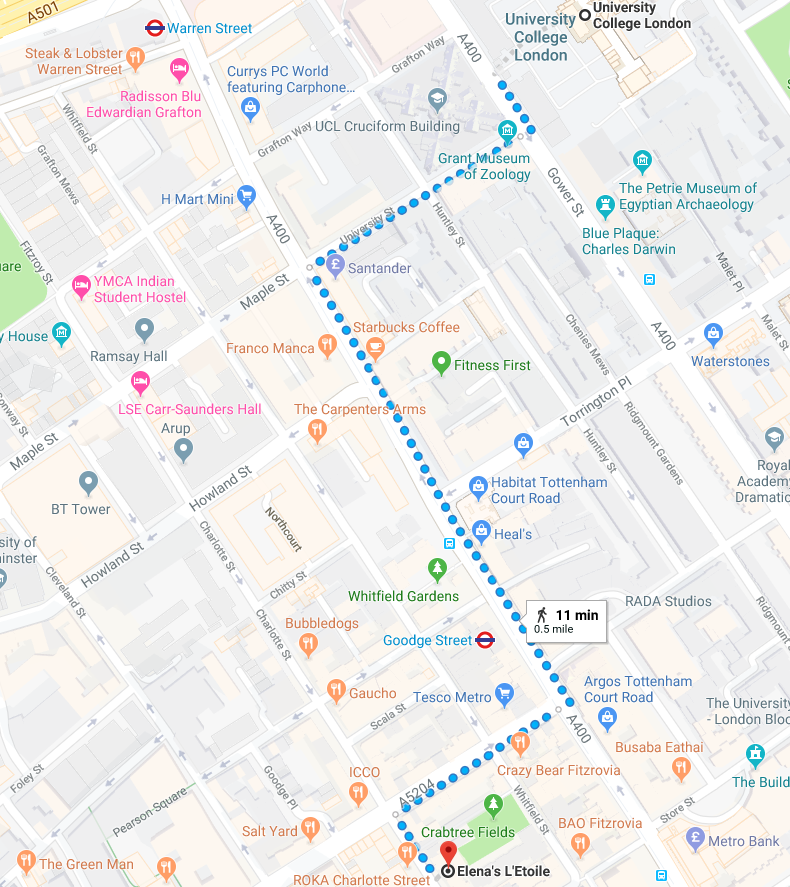 A501
Warren Street
University
College London
University
College
London
A400
Grafton Way
Steak & Lobster
Warren Street
Radisson Blu
Edwardian Grafton
Currys PC World
featuring Carphone...
UCL Cruciform Building
Whitfield St
Grafton Way
Grafton Mews
Grant Museum
of Zoology
The Petrie Museum of
Egyptian Archaeology
Gower St
H Mart Mini
A400
University St
Huntley St
Blue Plaque:
Charles Darwin
Fitzroy St
uare
Santander
Malet Pl
YMCA Indian
Student Hostel
Maple St
y House
Ramsay Hall
Franco Manca
Starbucks Coffee
Chenies Mews
A400
Malet St
Waterstones
Fitness First
LSE Carr-Saunders Hall
The Carpenters Arms
Torrington Pl
Conway St
Maple St
Arup
Ridgmount Gardens
Huntley St
Royal
Academy
Dramatic
BT Tower
Howland St
Habitat Tottenham
Court Road
Northcourt
Heal's
rsity of
minster
Howland St
Charlotte St
Chitty St
Whitfield Gardens
Cleveland St
11 min
0.5 mile
RADA Studios
Ridgmount
Charlotte St
Bubbledogs
Goodge Street
Gaucho
Tesco Metro
Argos Tottenham
Court Road
Scala St
A400
The University
- London Bloo
Busaba Eathai
Crazy Bear Fitzrovia
The Build
Foley St
Goodge Pl
ICCO
A5204
Whitfield St
Store St
Pearson Square
Salt Yard
Crabtree Fields
BAO Fitzrovia
Metro Bank
The Green Man
ROKA Charlotte Street
Elena's L'Etoile